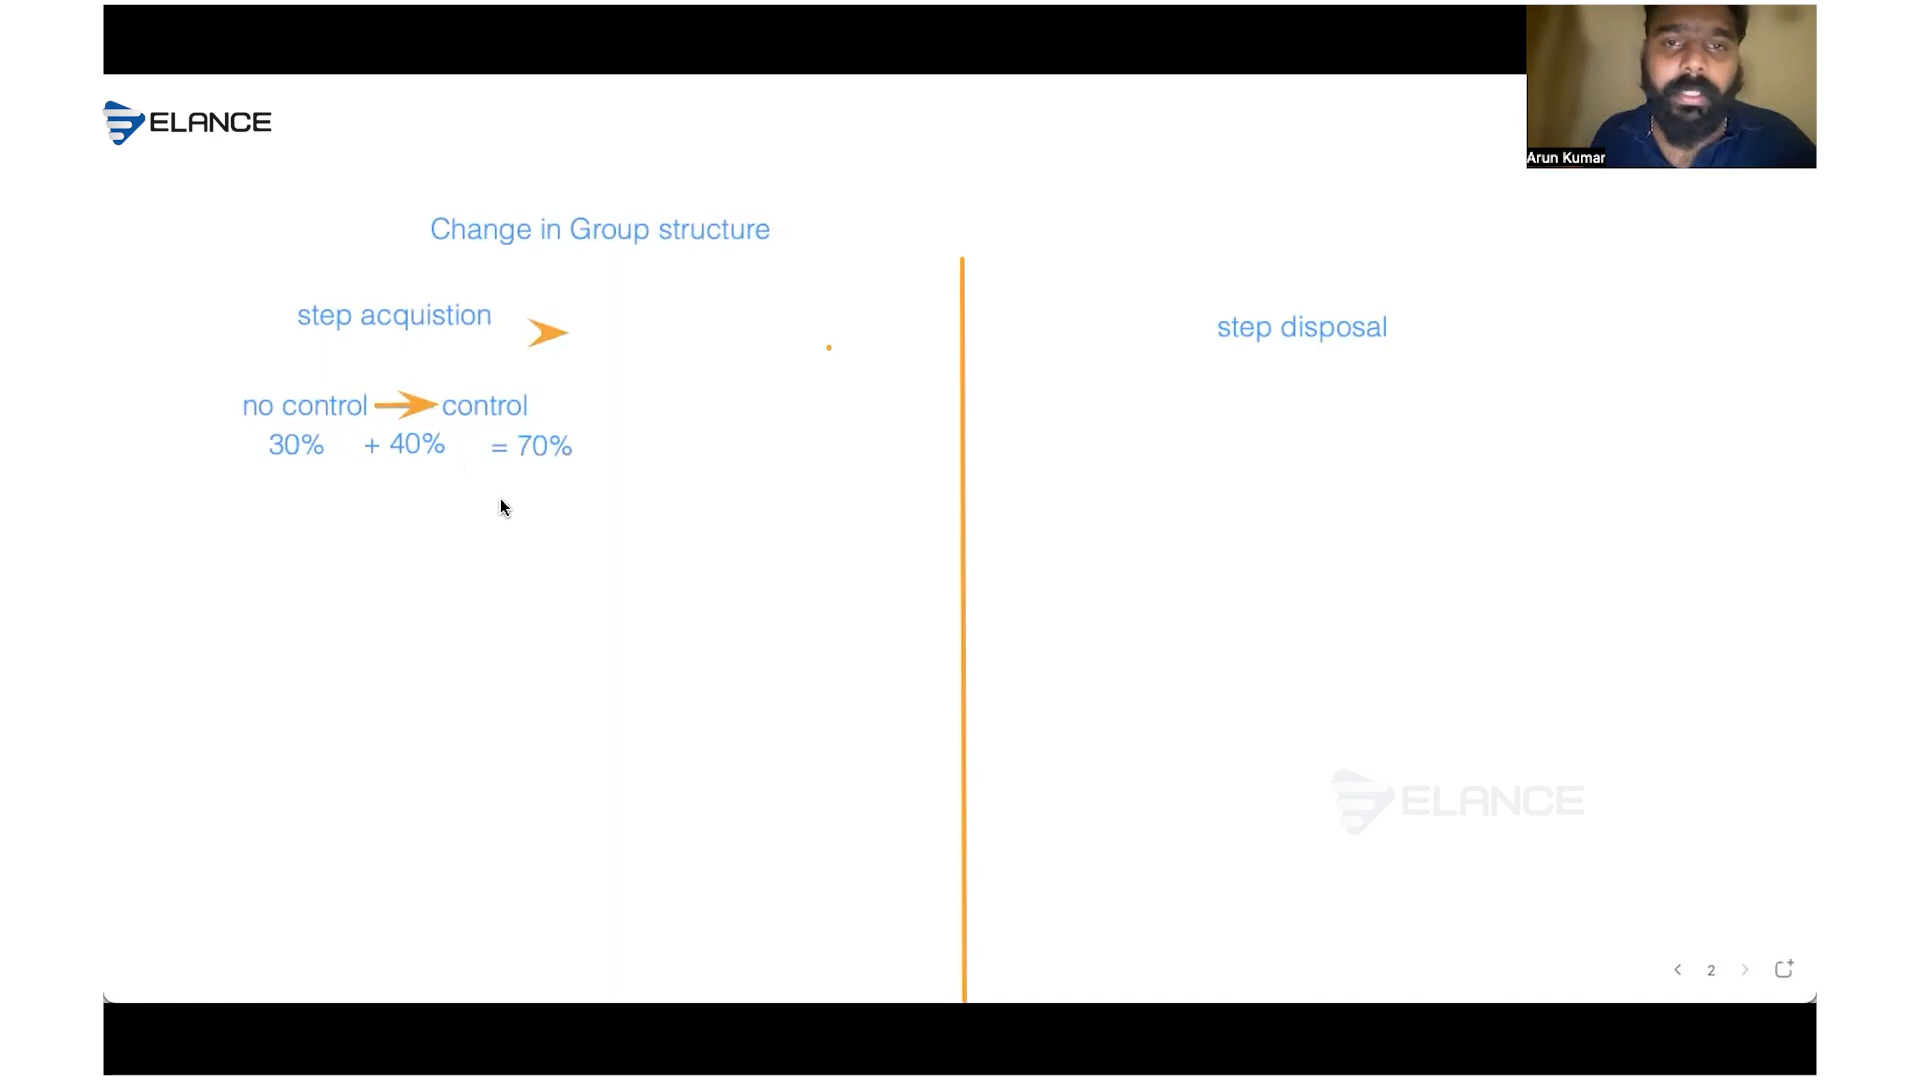 ELANCE
Arun Kumar
Change in Group structure
step acquistion
no control control
30% + 40% = 70%
step disposal
ELANCE
2